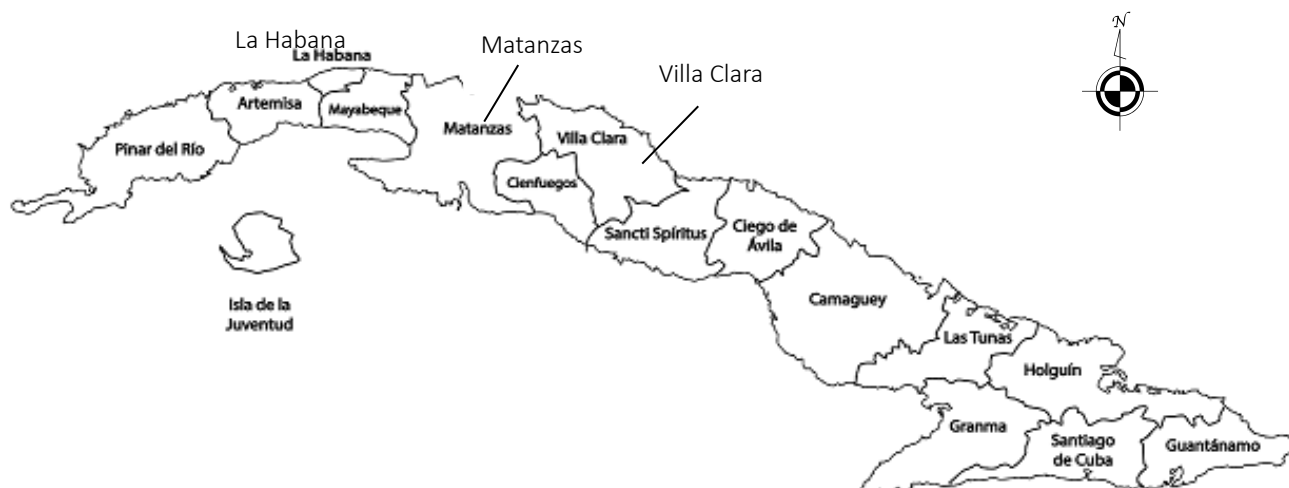 N
La Habana
Matanzas
La Habana
Villa Clara
Artemisa
Mayabeque
Matanzas
Villa Clara
Pinar del Río
Cienfuegos
Sancti Spíritus
Ciego de
Ávila
Isla de la
Juventud
Camaguey
Las Tunas
Holguín
Granma
Santiago
de Cuba
Guantánamo